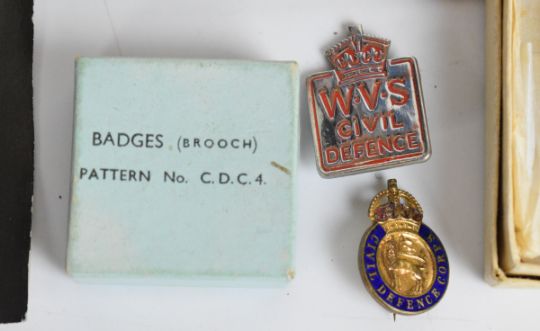 BADGES (BROOCH)
PATTERN No. C.D.C.4.
W·V·S
CIVIL
DEFENCE
CIVIL DEFENCE CORPS